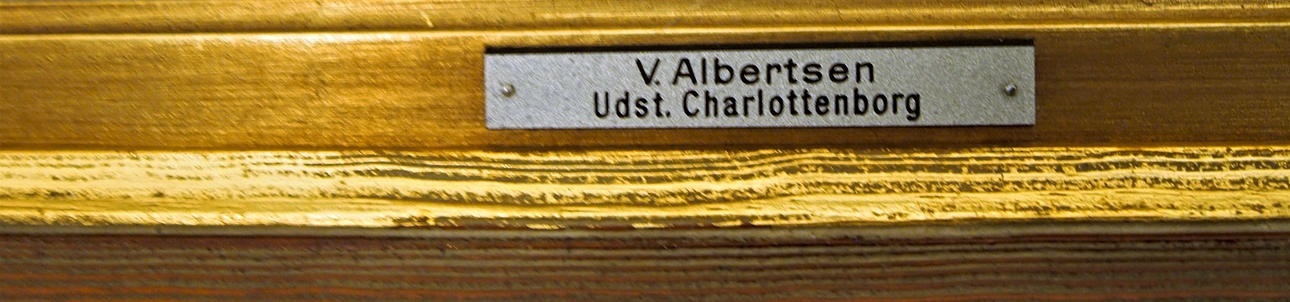 V. Albertsen
Udst. Charlottenborg